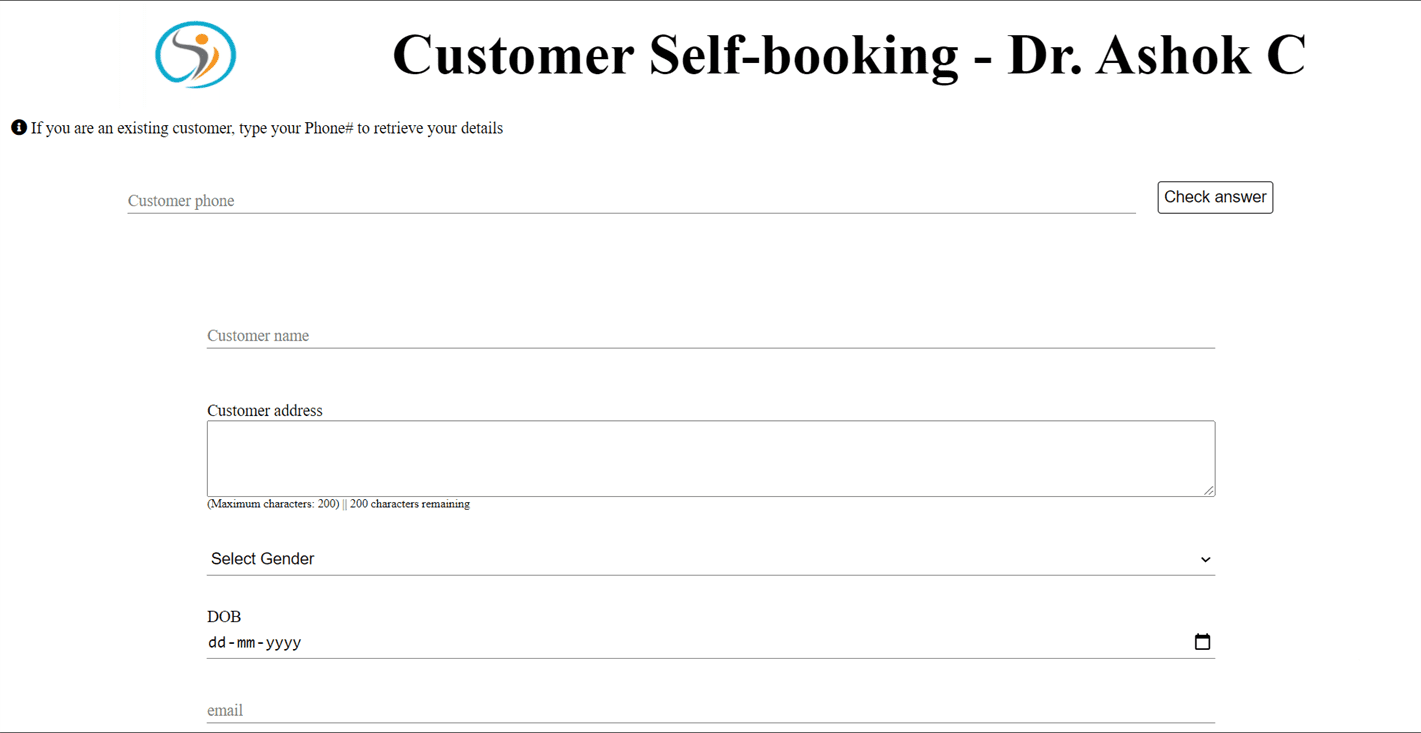 Customer Self-booking - Dr. Ashok C
If you are an existing customer, type your Phone# to retrieve your details
Customer phone
Check answer
Customer name
Customer address
(Maximum characters: 200) || 200 characters remaining
Select Gender
DOB
dd-mm-yyyy
email